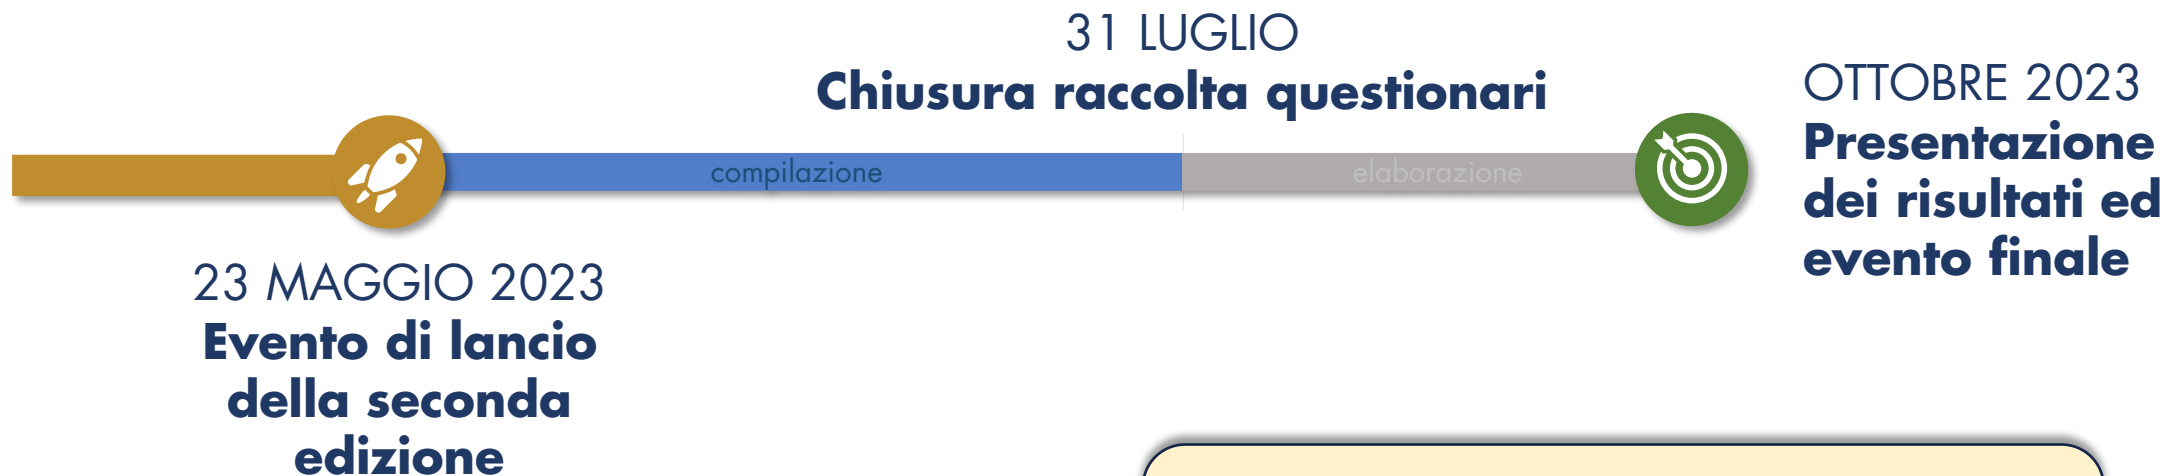 31 LUGLIO
Chiusura raccolta questionari
OTTOBRE 2023
Presentazione
dei risultati ed
evento finale
compilazione
elaborazione
23 MAGGIO 2023
Evento di lancio
della seconda
edizione